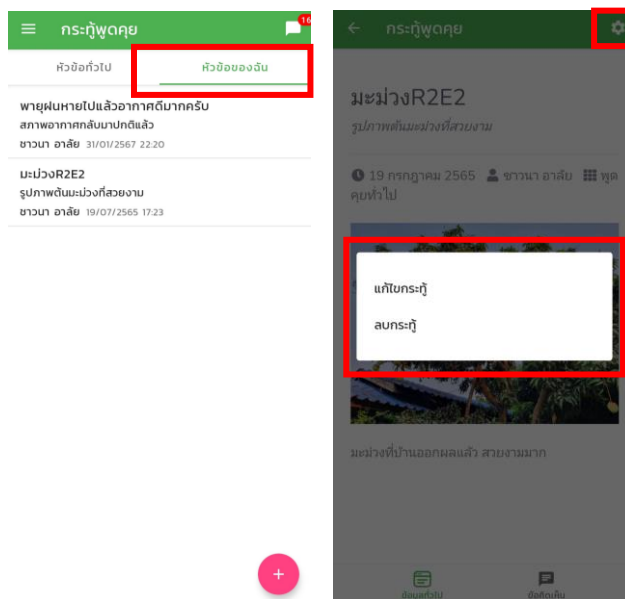 กระทู้พูดคุย
16
หัวข้อทั่วไป
หัวข้อของฉัน
พายุฝนหายไปแล้วอากาศดีมากครับ
สภาพอากาศกลับมาปกติแล้ว
ชาวนา อาลัย 31/01/2567 22:20
มะม่วงR2E2
รูปภาพต้นมะม่วงที่สวยงาม
ชาวนา อาลัย 19/07/2565 17:23
+
กระทู้พูดคุย
มะม่วงR2E2
รูปภาพต้นมะม่วงที่สวยงาม
19 กรกฎาคม 2565 ชาวนา อาลัย พูด
คุยทั่วไป
แก้ไขกระทู้
ลบกระทู้
มะม่วงที่บ้านออกผลแล้ว สวยงามมาก
ข้อมูลทั่วไป
ข้อคิดเห็น